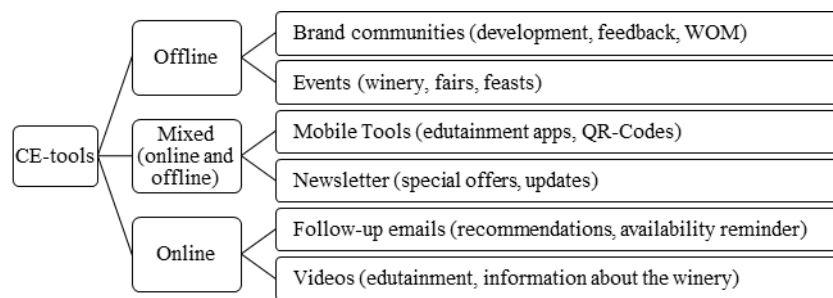 CE-tools
Offline
Brand communities (development, feedback, WOM)
Events (winery, fairs, feasts)
Mixed
(online and
offline)
Mobile Tools (edutainment apps, QR-Codes)
Newsletter (special offers, updates)
Online
Follow-up emails (recommendations, availability reminder)
Videos (edutainment, information about the winery)